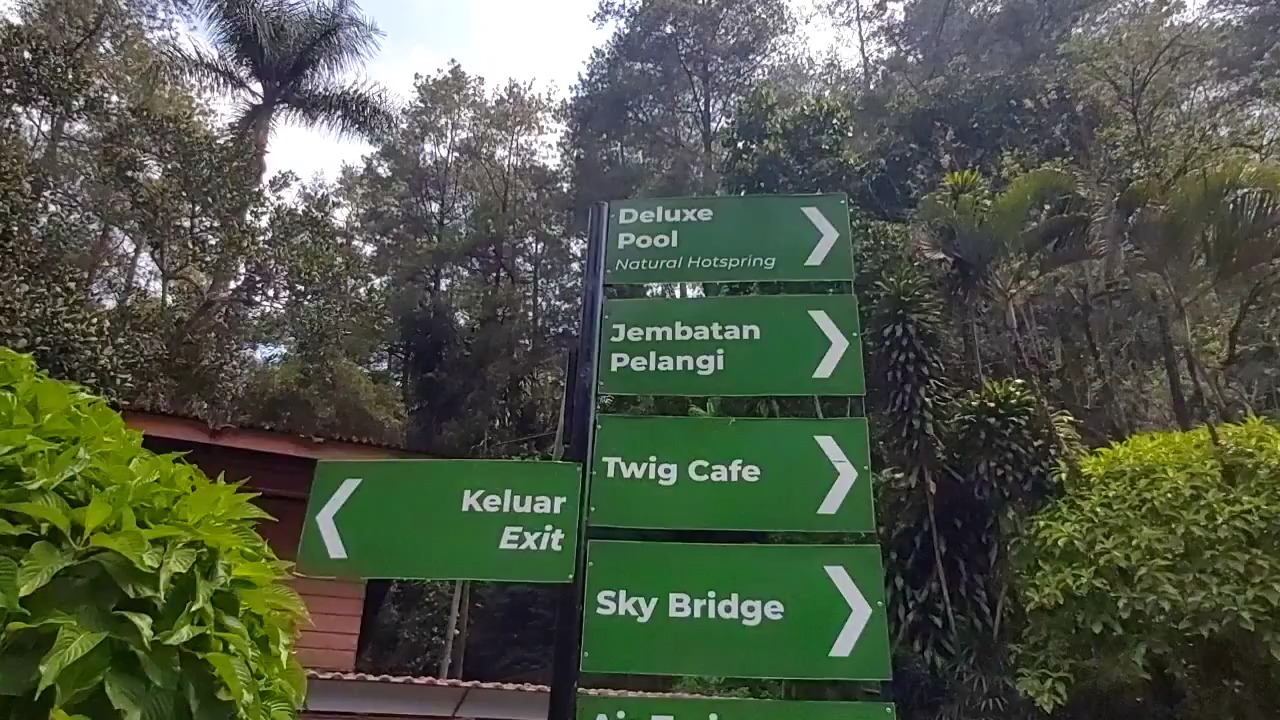 Deluxe
Pool
Natural Hotspring
Jembatan
Pelangi
Twig Cafe
Keluar
Exit
Sky Bridge